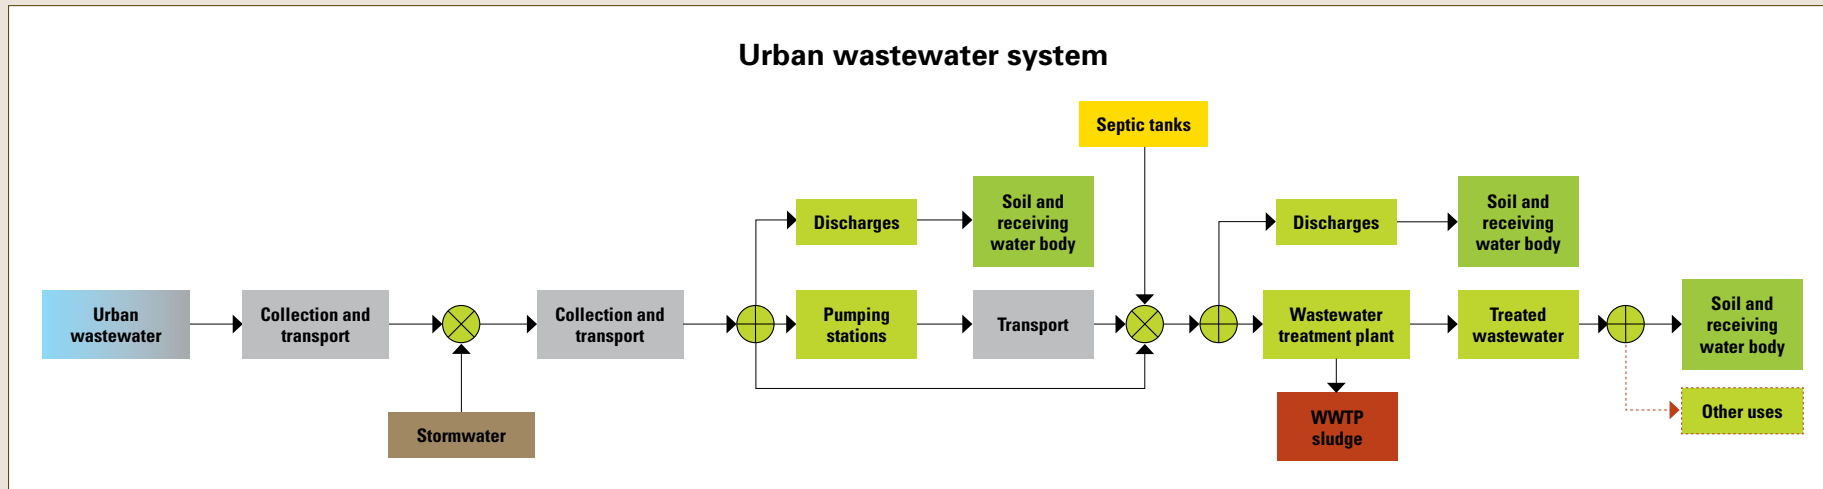 Urban wastewater system
Septic tanks
Discharges
Soil and
receiving
water body
Discharges
Soil and
receiving
water body
Urban
wastewater
Collection and
transport
Collection and
transport
Pumping
stations
Transport
Wastewater
treatment plant
Treated
wastewater
Soil and
receiving
water body
Stormwater
WWTP
sludge
Other uses